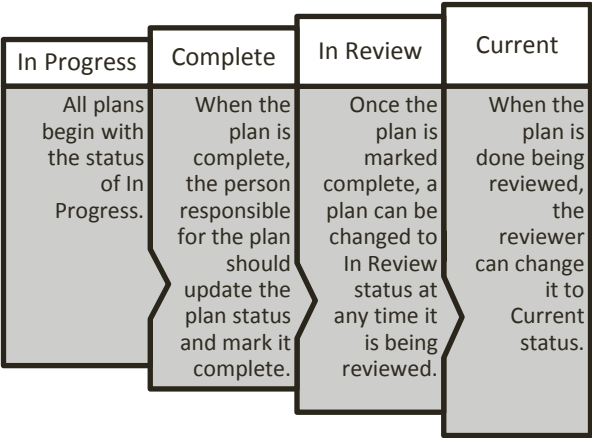 In Progress
All plans
begin with
the status
of In
Progress.
Complete
When the
plan is
complete,
the person
responsible
for the plan
should
update the
plan status
and mark it
complete.
In Review
Once the
plan is
marked
complete, a
plan can be
changed to
In Review
status at
any time it
is being
reviewed.
Current
When the
plan is
done being
reviewed,
the
reviewer
can change
it to
Current
status.